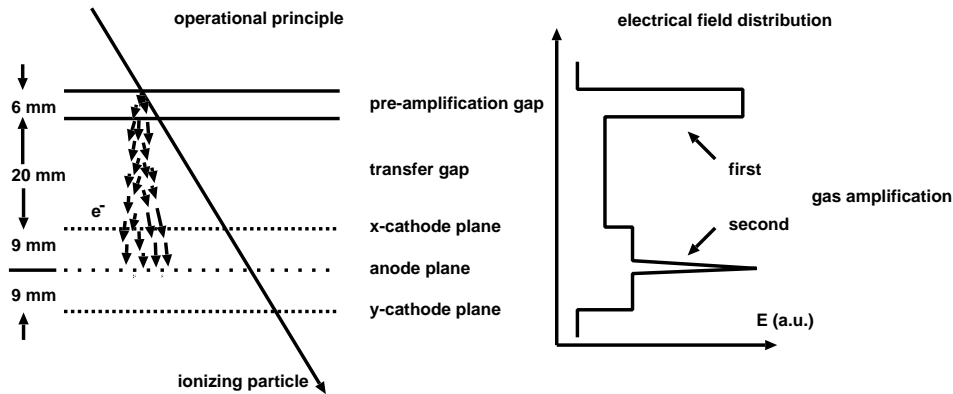 operational principle
electrical field distribution
6 mm
pre-amplification gap
first
20 mm
transfer gap
gas amplification
e-
x-cathode plane
second
9 mm
anode plane
9 mm
y-cathode plane
E (a.u.)
ionizing particle